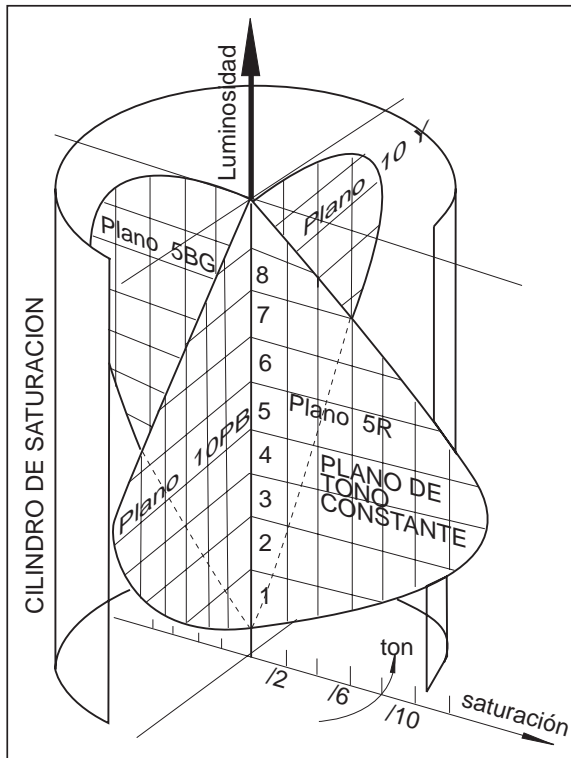 Luminosidad
Plano 10 Y
Plano 5BG
8
7
6
5
4
3
2
1
Plano 5R
Plano 10PB
PLANO DE
TONO
CONSTANTE
CILINDRO DE SATURACION
ton
/2
/6
/10
saturación